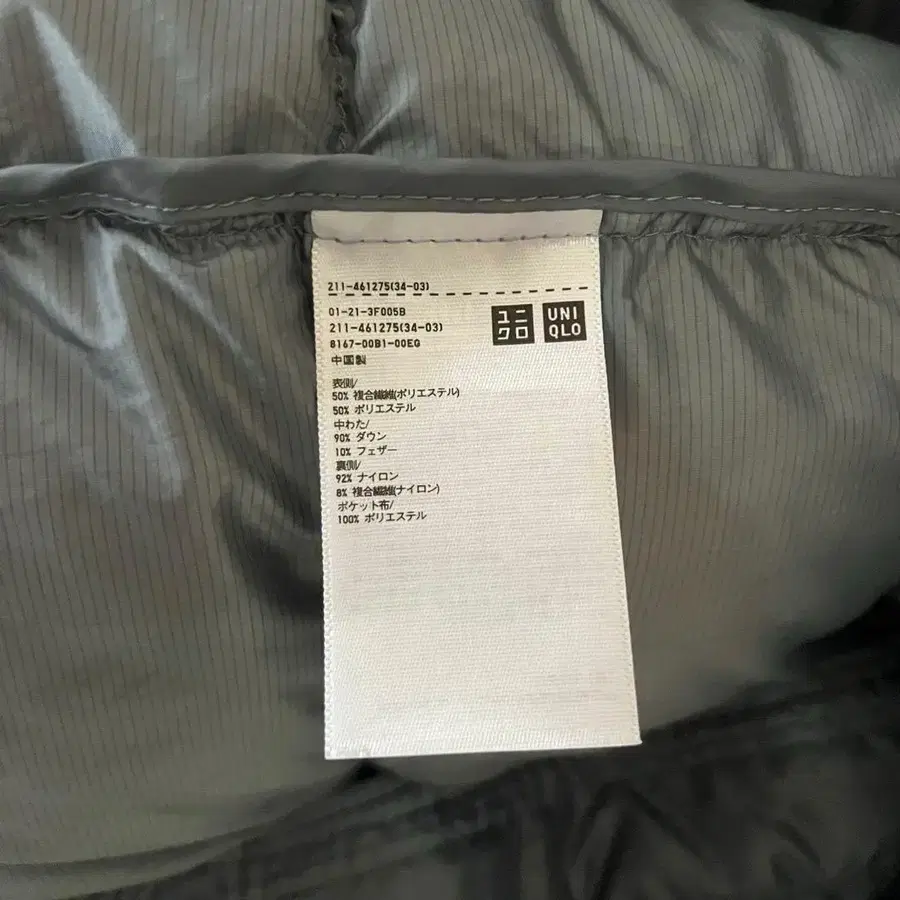 211-461275(34-03)
01-21-3F005B
211-461275(34-03)
8167-00B1-00EG
中国製
ユニ
クロ
UNI
QLO
表側/
50% 複合繊維(ポリエステル)
50% ポリエステル
中わた/
90% ダウン
10% フェザー
裏側/
92% ナイロン
8% 複合繊維(ナイロン)
ポケット布/
100% ポリエステル